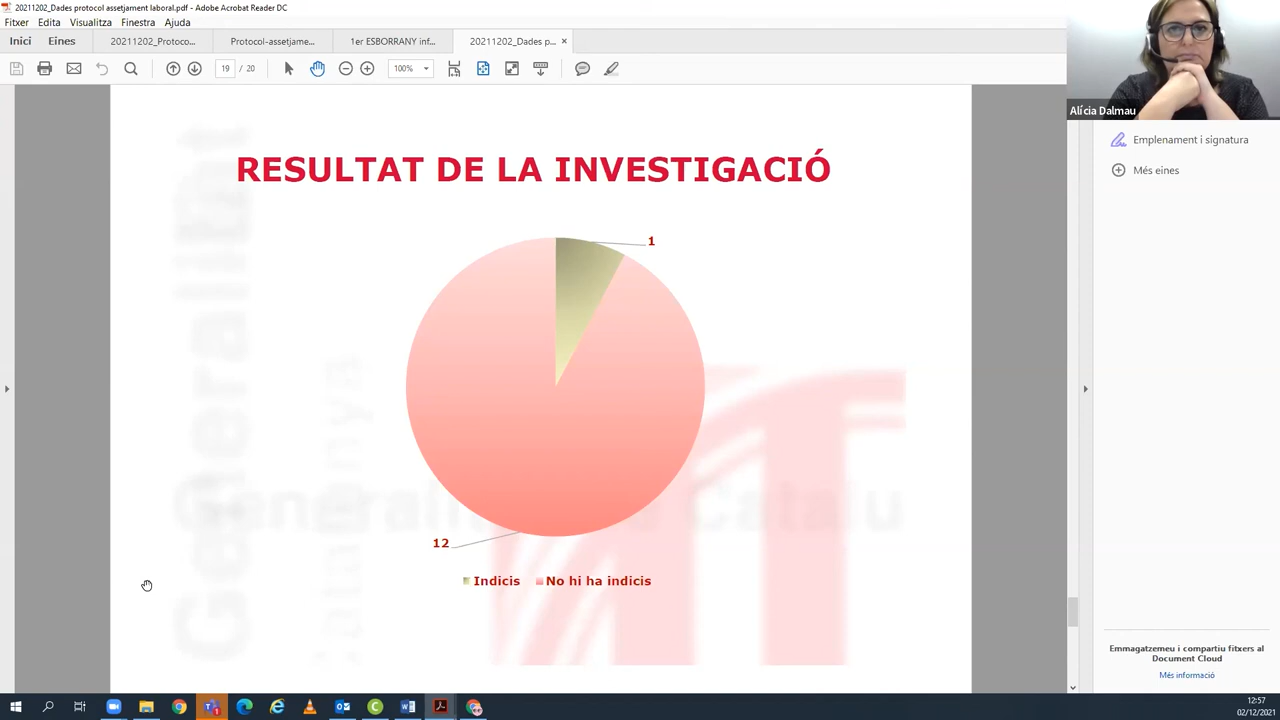 20211202_Dades protocol assetjament laboral.pdf - Adobe Acrobat Reader DC
Fitxer Edita Visualitza Finestra Ajuda
Inici Eines 20211202_Protoco... Protocol-assetjame... 1er ESBORRANY inf... 20211202_Dades p... ×
19 / 20 100%
Alícia Dalmau
Emplenament i signatura
Més eines
RESULTAT DE LA INVESTIGACIÓ
1
12
Indicis No hi ha indicis
Generalitat
Emmagatzemeu i compartiu fitxers al
Document Cloud
Més informació
12:57
02/12/2021